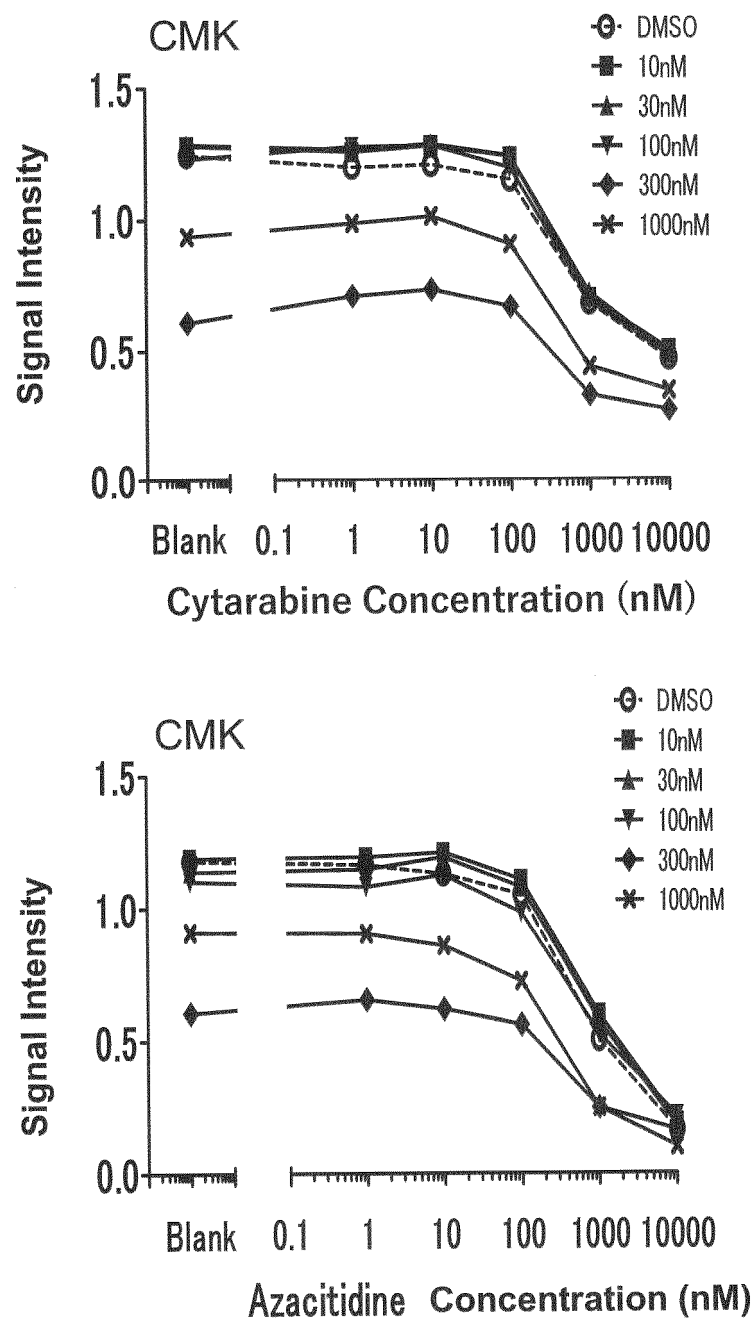 CMK
DMSO
10nM
30nM
100nM
300nM
1000nM
Signal Intensity
1.5
1.0
0.5
0.0
Blank 0.1 1 10 100 1000 10000
Cytarabine Concentration (nM)
CMK
DMSO
10nM
30nM
100nM
300nM
1000nM
Signal Intensity
1.5
1.0
0.5
0.0
Blank 0.1 1 10 100 1000 10000
Azacitidine Concentration (nM)